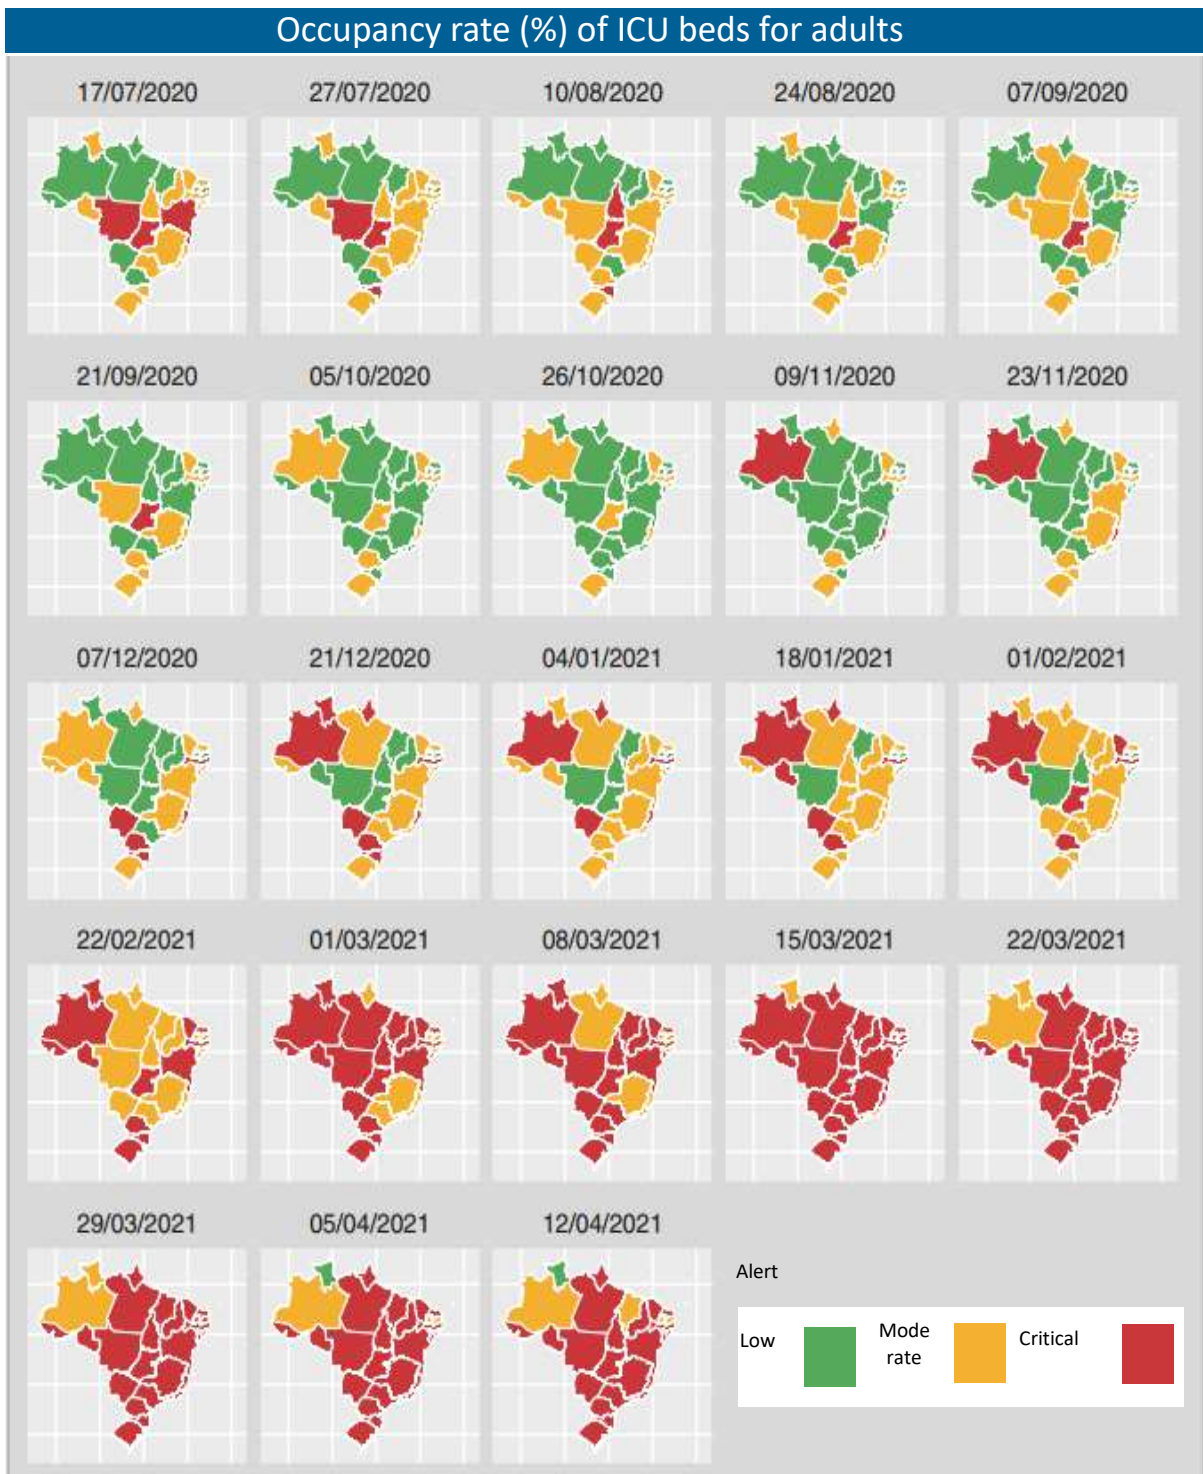 Occupancy rate (%) of ICU beds for adults
17/07/2020 27/07/2020 10/08/2020 24/08/2020 07/09/2020
21/09/2020 05/10/2020 26/10/2020 09/11/2020 23/11/2020
07/12/2020 21/12/2020 04/01/2021 18/01/2021 01/02/2021
22/02/2021 01/03/2021 08/03/2021 15/03/2021 22/03/2021
29/03/2021 05/04/2021 12/04/2021
Alert
Low Mode Critical
rate